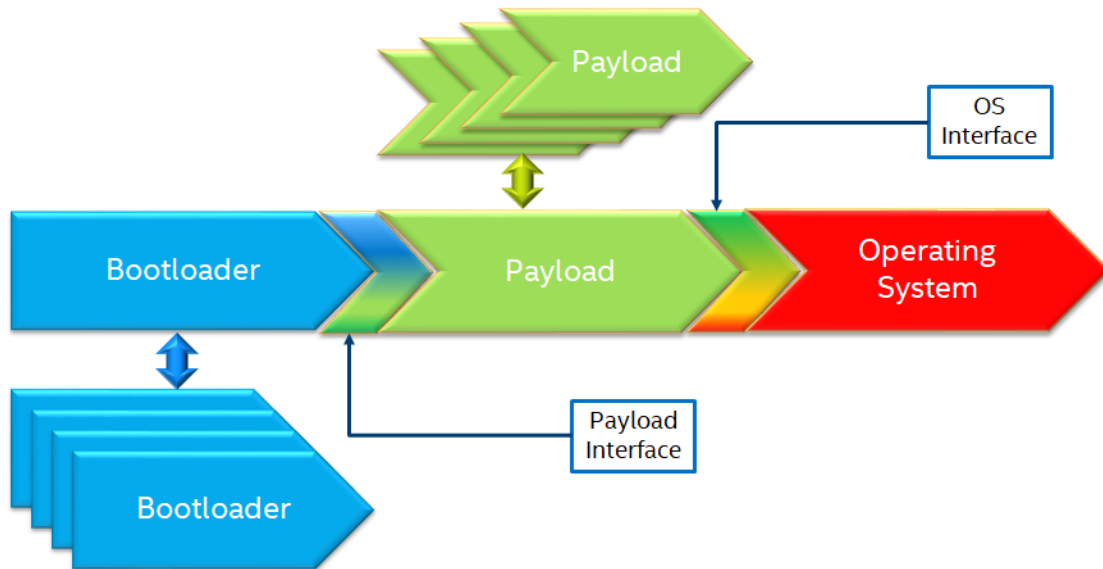 Payload
OS
Interface
Bootloader
Payload
Operating
System
Payload
Interface
Bootloader